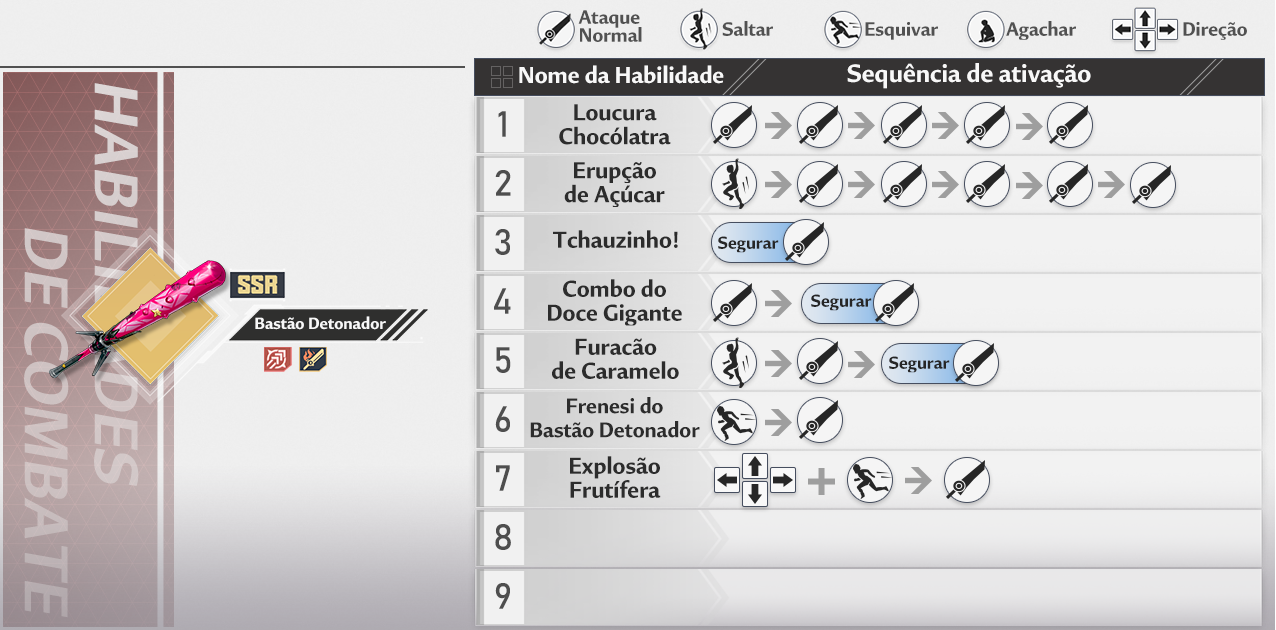 Ataque
Normal
Saltar
Esquivar
Agachar
Direção
Nome da Habilidade
Sequência de ativação
HABILIDADES
DE COMBATE
SSR
Bastão Detonador
1
Loucura
Chocólatra
2
Erupção
de Açúcar
3
Tchauzinho!
Segurar
4
Combo do
Doce Gigante
Segurar
5
Furacão
de Caramelo
Segurar
6
Frenesi do
Bastão Detonador
7
Explosão
Frutífera
8
9